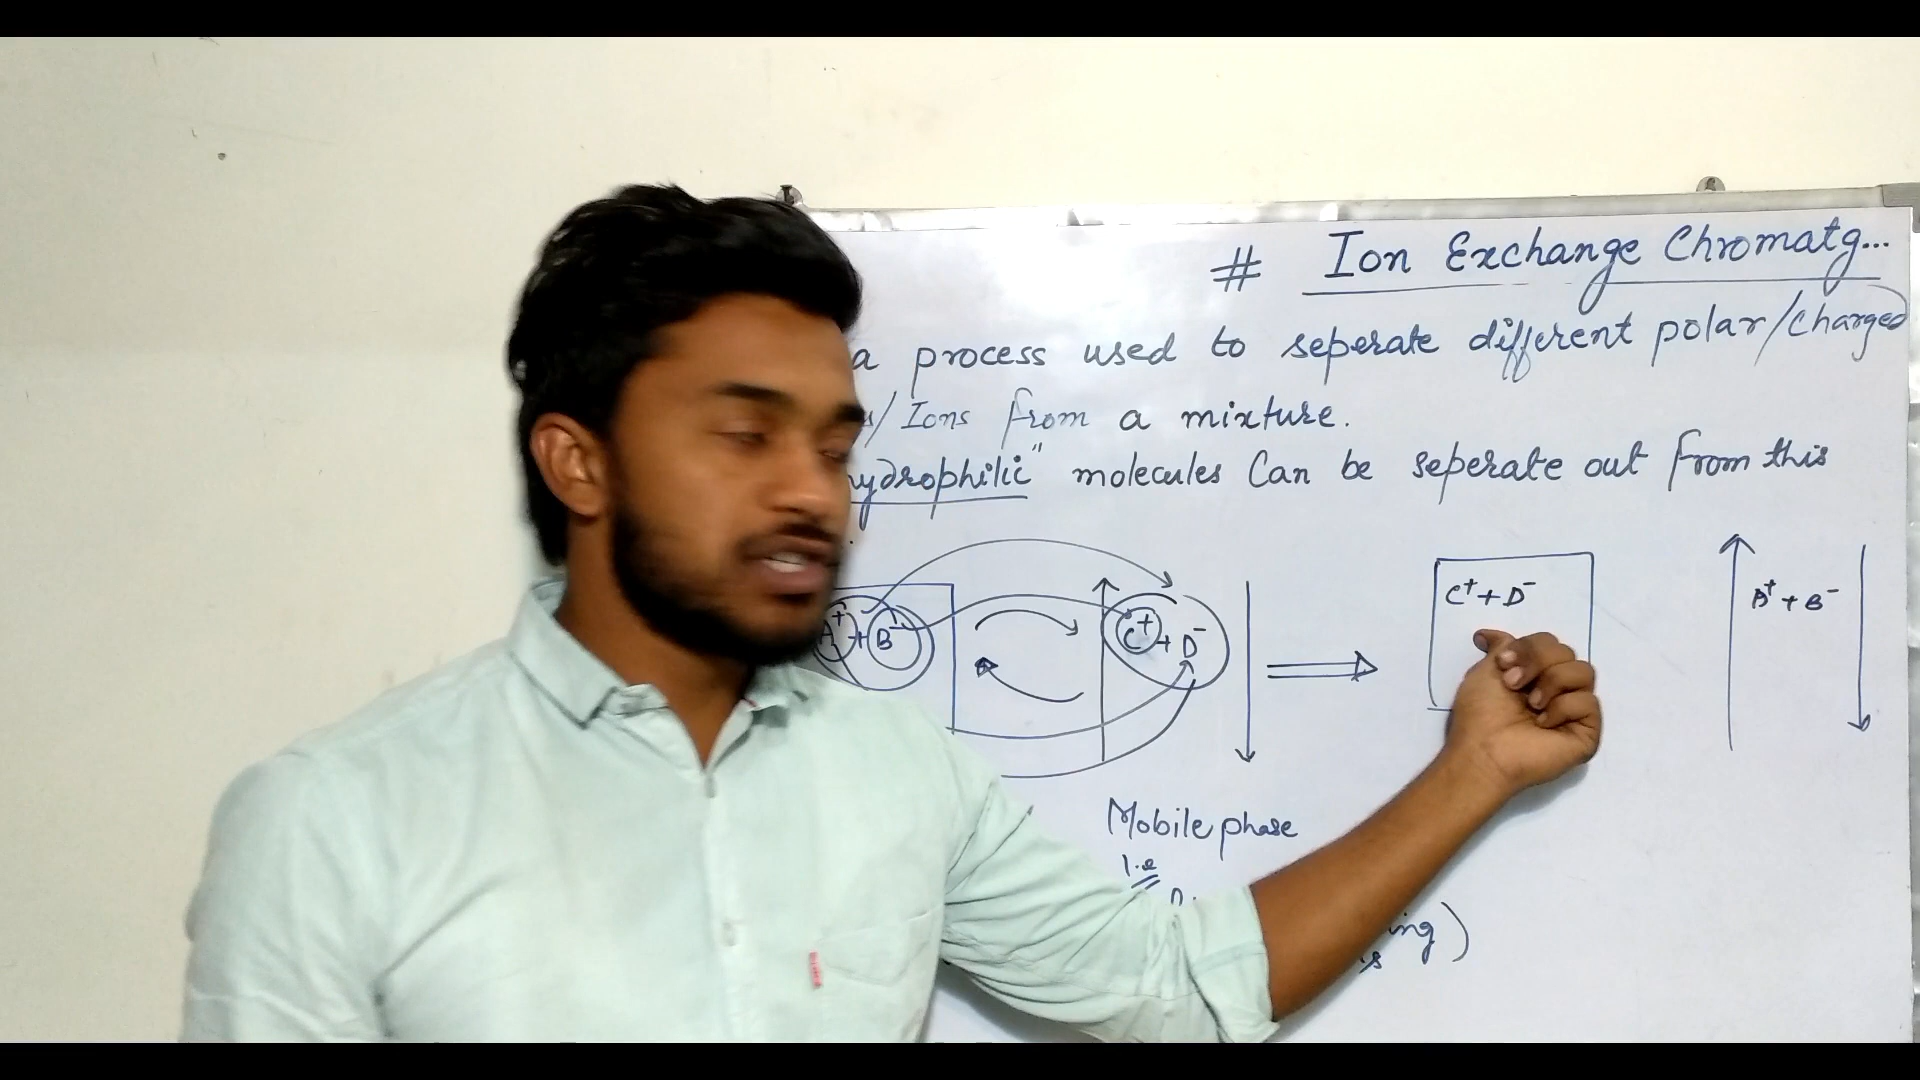 # Ion Exchange Chromatg...
a process used to seperate different polar/charged
/Ions from a mixture.
hydrophilic" molecules Can be seperate out from this
A⁺ + B⁻ C⁺ + D⁻ C⁺ + D⁻ A⁺ + B⁻
Mobile phase
i.e
ing)